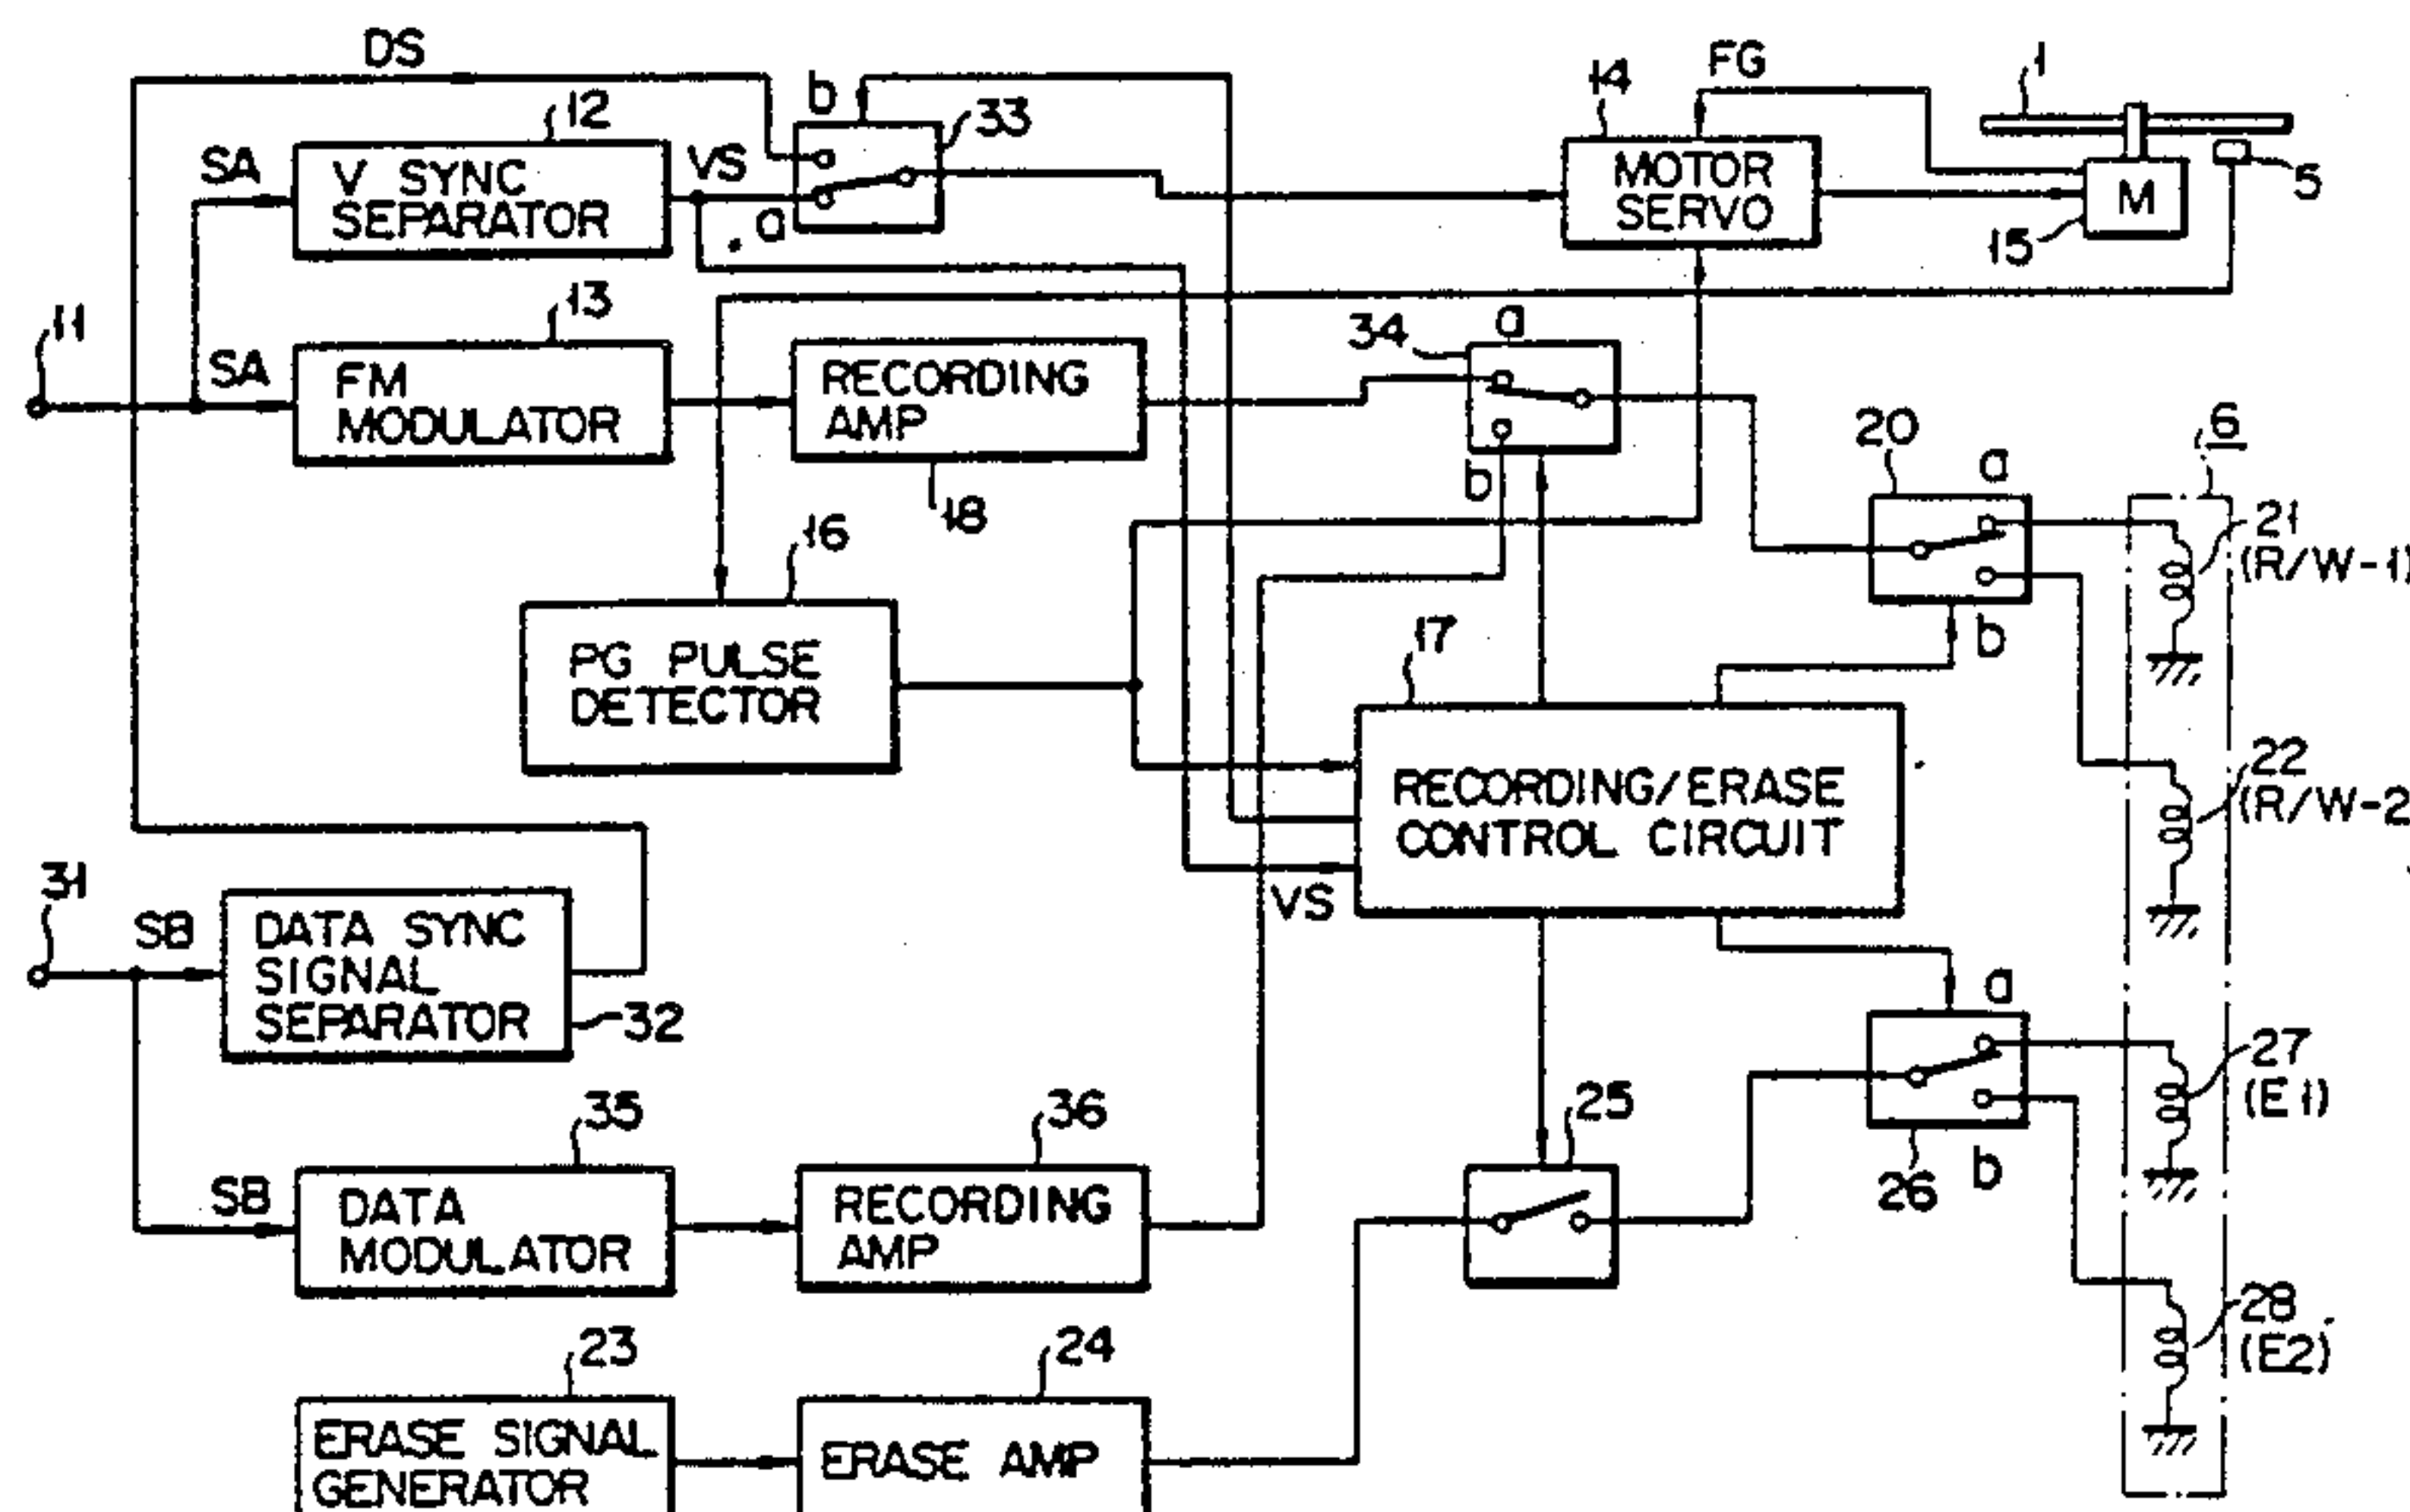 DS
b
33
14
FG
1
12
SA
V SYNC
SEPARATOR
VS
a
MOTOR
SERVO
M
15
5
11
13
SA
FM
MODULATOR
RECORDING
AMP
18
34
a
b
20
a
b
6
21
(R/W-1)
16
PG PULSE
DETECTOR
17
RECORDING/ERASE
CONTROL CIRCUIT
VS
22
(R/W-2
31
SB
DATA SYNC
SIGNAL
SEPARATOR
32
a
b
26
27
(E1)
35
SB
DATA
MODULATOR
36
RECORDING
AMP
25
28
(E2)
23
ERASE SIGNAL
GENERATOR
24
ERASE AMP